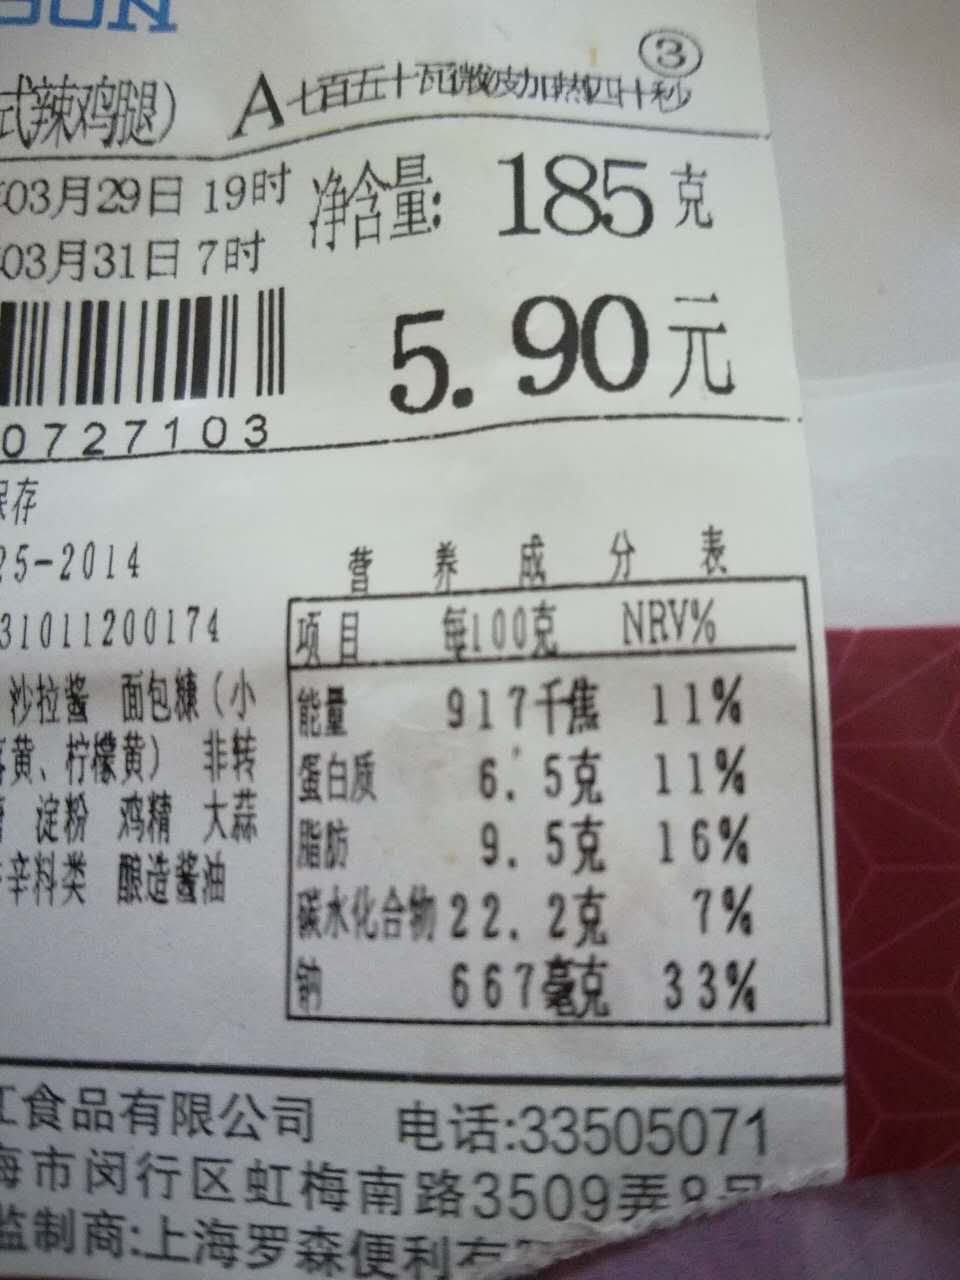 SON
③
式辣鸡腿） A 七百五十瓦微波加热四十秒
03月29日 19时
03月31日 7时
净含量: 185克
5.90元
0727103
保存
25-2014
31011200174
沙拉酱 面包糠（小
黄、柠檬黄） 非转
淀粉 鸡精 大蒜
辛料类 酿造酱油
营养成分表
项目 每100克 NRV%
能量 917千焦 11%
蛋白质 6.5克 11%
脂肪 9.5克 16%
碳水化合物 22.2克 7%
钠 667毫克 33%
食品有限公司 电话:33505071
海市闵行区虹梅南路3509弄8号
监制商:上海罗森便利有